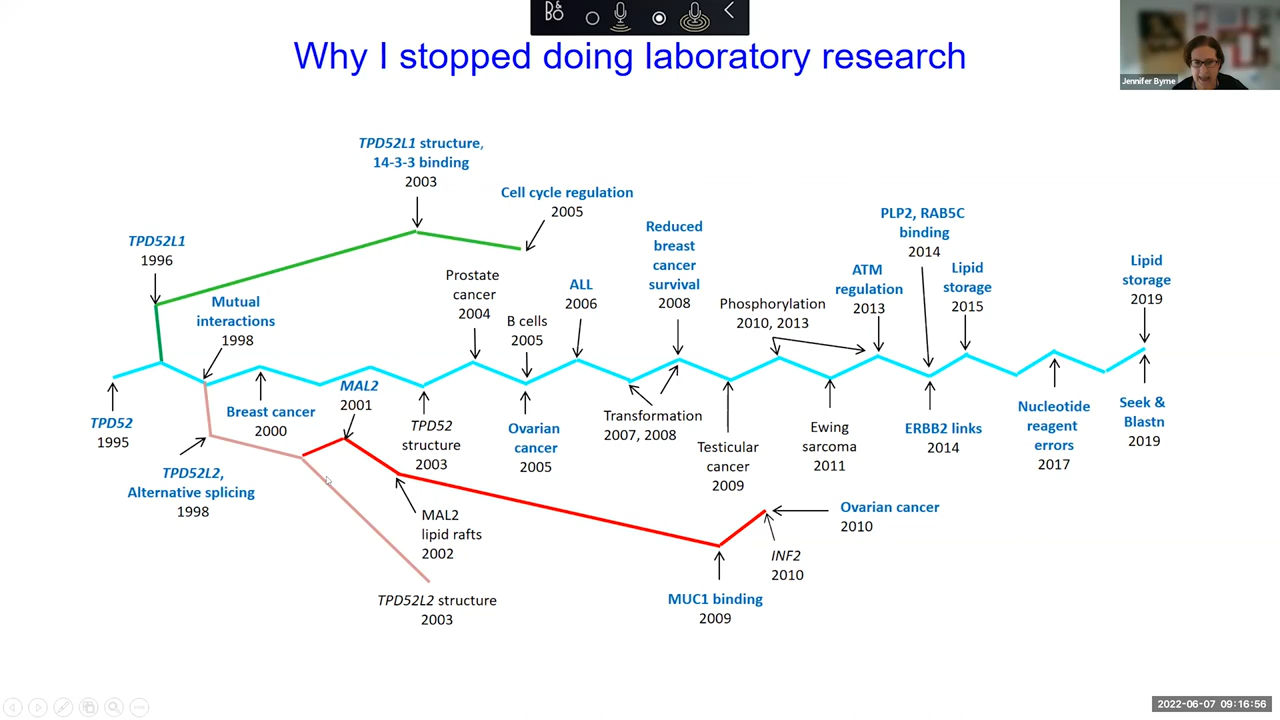 B&O
Why I stopped doing laboratory research
Jennifer Byrne
TPD52L1 structure,
14-3-3 binding
2003
Cell cycle regulation
2005
TPD52L1
1996
Mutual
interactions
1998
Prostate
cancer
2004
B cells
2005
ALL
2006
Reduced
breast
cancer
survival
2008
Phosphorylation
2010, 2013
ATM
regulation
2013
PLP2, RAB5C
binding
2014
Lipid
storage
2015
Lipid
storage
2019
TPD52
1995
Breast cancer
2000
MAL2
2001
TPD52
structure
2003
Ovarian
cancer
2005
Transformation
2007, 2008
Testicular
cancer
2009
Ewing
sarcoma
2011
ERBB2 links
2014
Nucleotide
reagent
errors
2017
Seek &
Blastn
2019
TPD52L2,
Alternative splicing
1998
MAL2
lipid rafts
2002
TPD52L2 structure
2003
MUC1 binding
2009
INF2
2010
Ovarian cancer
2010
2022-06-07 09:16:56